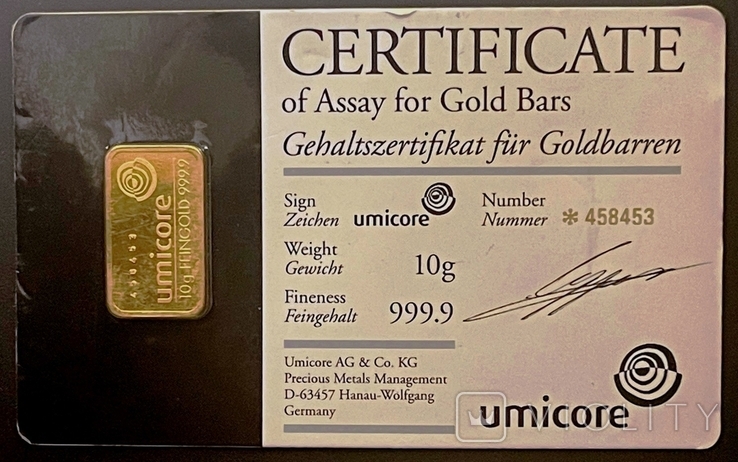 CERTIFICATE
of Assay for Gold Bars
Gehaltszertifikat für Goldbarren
Sign
Zeichen
umicore
Number
Nummer
* 458453
Weight
Gewicht
10g
Fineness
Feingehalt
999.9
Umicore AG & Co. KG
Precious Metals Management
D-63457 Hanau-Wolfgang
Germany
umicore
VIOLITY
umicore
10g FEINGOLD 999.9